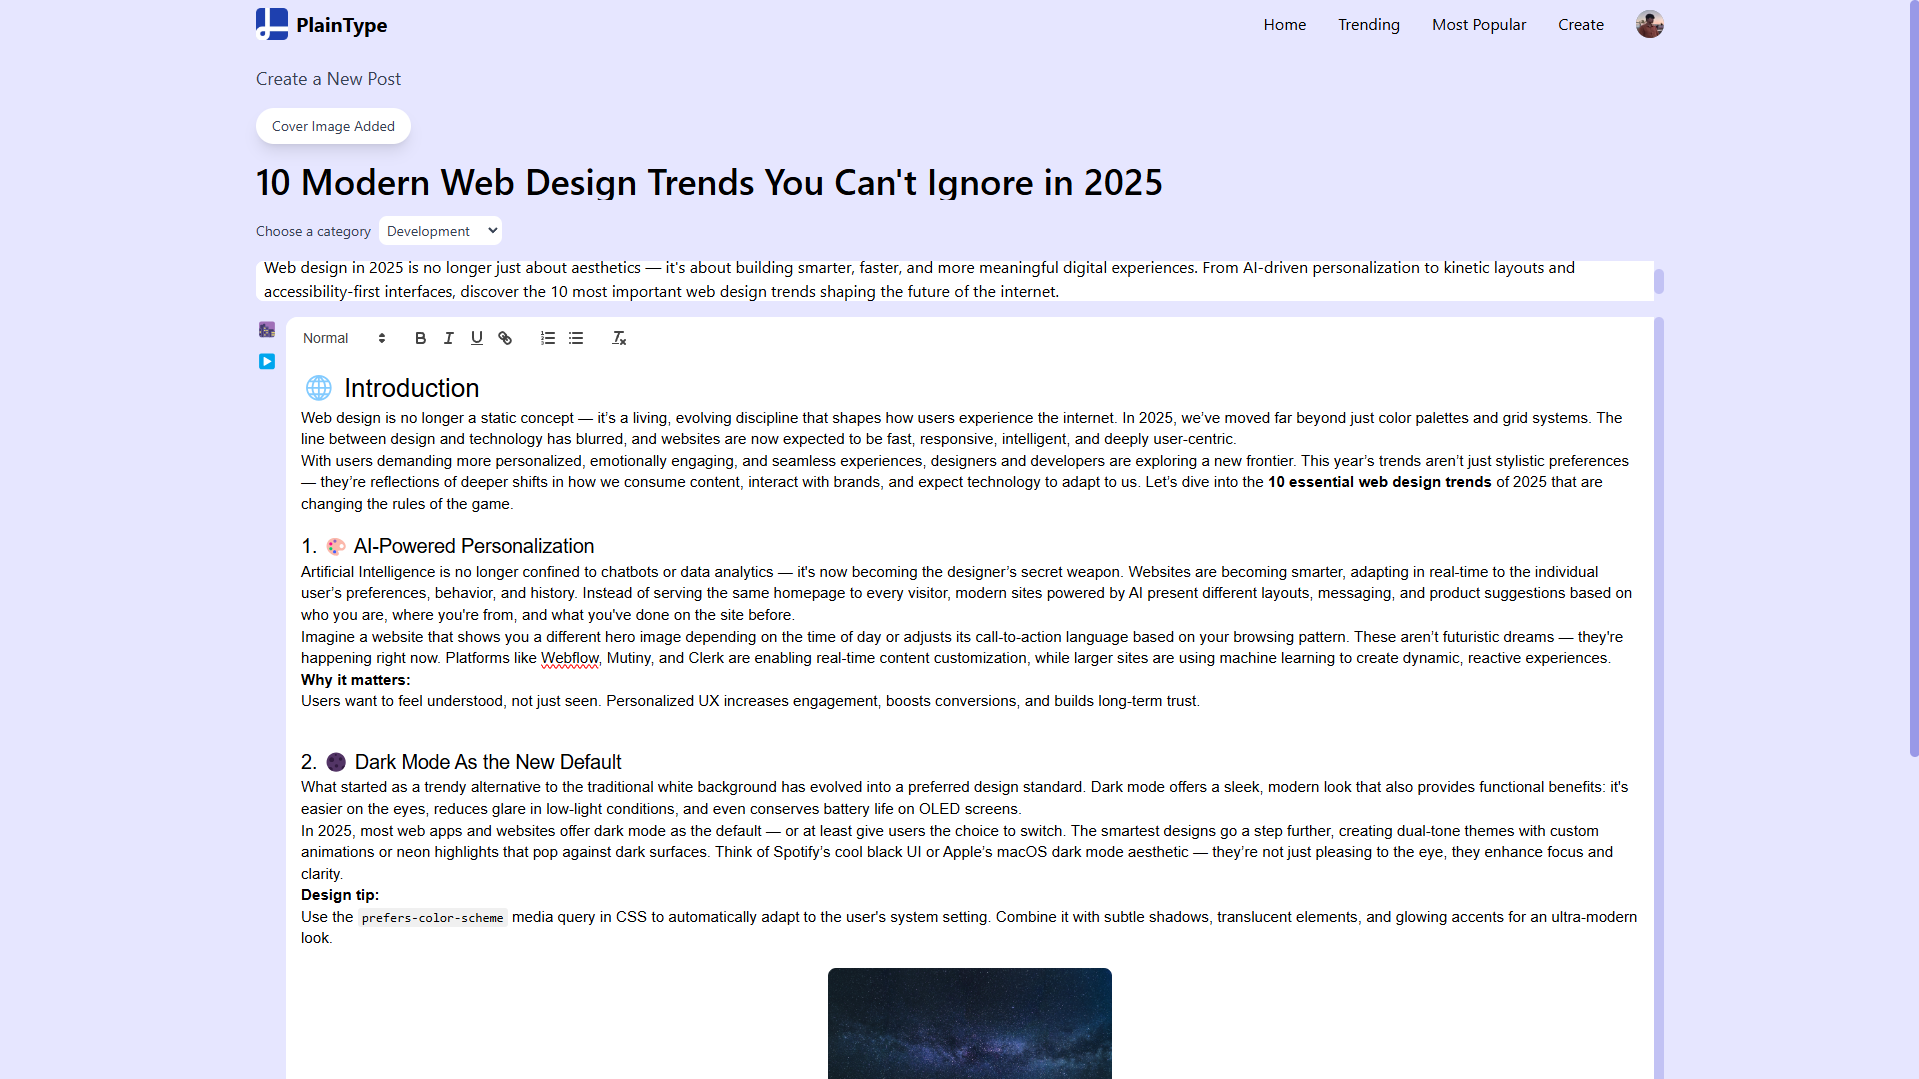 PlainType
Home
Trending
Most Popular
Create
Create a New Post
Cover Image Added
10 Modern Web Design Trends You Can't Ignore in 2025
Choose a category
Development
Web design in 2025 is no longer just about aesthetics — it's about building smarter, faster, and more meaningful digital experiences. From AI-driven personalization to kinetic layouts and
accessibility-first interfaces, discover the 10 most important web design trends shaping the future of the internet.
Normal
🌐 Introduction
Web design is no longer a static concept — it’s a living, evolving discipline that shapes how users experience the internet. In 2025, we’ve moved far beyond just color palettes and grid systems. The
line between design and technology has blurred, and websites are now expected to be fast, responsive, intelligent, and deeply user-centric.
With users demanding more personalized, emotionally engaging, and seamless experiences, designers and developers are exploring a new frontier. This year’s trends aren’t just stylistic preferences
— they’re reflections of deeper shifts in how we consume content, interact with brands, and expect technology to adapt to us. Let’s dive into the 10 essential web design trends of 2025 that are
changing the rules of the game.
1. 🎨 AI-Powered Personalization
Artificial Intelligence is no longer confined to chatbots or data analytics — it's now becoming the designer’s secret weapon. Websites are becoming smarter, adapting in real-time to the individual
user’s preferences, behavior, and history. Instead of serving the same homepage to every visitor, modern sites powered by AI present different layouts, messaging, and product suggestions based on
who you are, where you're from, and what you've done on the site before.
Imagine a website that shows you a different hero image depending on the time of day or adjusts its call-to-action language based on your browsing pattern. These aren’t futuristic dreams — they're
happening right now. Platforms like Webflow, Mutiny, and Clerk are enabling real-time content customization, while larger sites are using machine learning to create dynamic, reactive experiences.
Why it matters:
Users want to feel understood, not just seen. Personalized UX increases engagement, boosts conversions, and builds long-term trust.
2. 🌑 Dark Mode As the New Default
What started as a trendy alternative to the traditional white background has evolved into a preferred design standard. Dark mode offers a sleek, modern look that also provides functional benefits: it's
easier on the eyes, reduces glare in low-light conditions, and even conserves battery life on OLED screens.
In 2025, most web apps and websites offer dark mode as the default — or at least give users the choice to switch. The smartest designs go a step further, creating dual-tone themes with custom
animations or neon highlights that pop against dark surfaces. Think of Spotify’s cool black UI or Apple’s macOS dark mode aesthetic — they’re not just pleasing to the eye, they enhance focus and
clarity.
Design tip:
Use the prefers-color-scheme media query in CSS to automatically adapt to the user's system setting. Combine it with subtle shadows, translucent elements, and glowing accents for an ultra-modern
look.